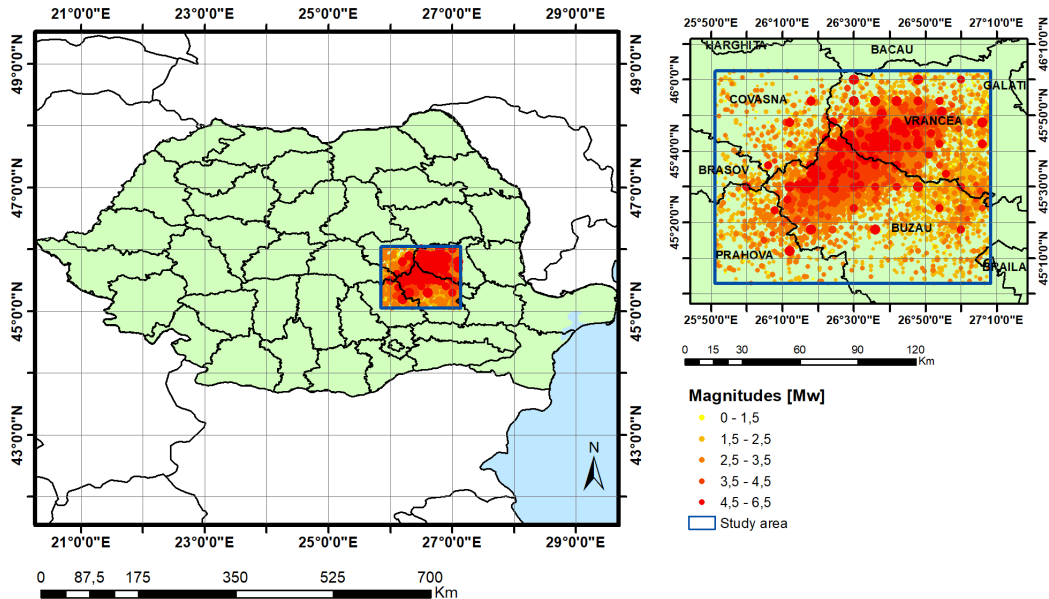 21°0'0"E 23°0'0"E 25°0'0"E 27°0'0"E 29°0'0"E
49°0'0"N
47°0'0"N
45°0'0"N
43°0'0"N
49°0'0"N
47°0'0"N
45°0'0"N
43°0'0"N
N
21°0'0"E 23°0'0"E 25°0'0"E 27°0'0"E 29°0'0"E
0 87,5 175 350 525 700
Km
25°50'0"E 26°10'0"E 26°30'0"E 26°50'0"E 27°10'0"E
46°0'0"N
45°40'0"N
45°20'0"N
46°10'0"N
45°50'0"N
45°30'0"N
45°10'0"N
HARGHITA
BACAU
GALATI
COVASNA
VRANCEA
BRASOV
BUZAU
PRAHOVA
BRAILA
25°50'0"E 26°10'0"E 26°30'0"E 26°50'0"E 27°10'0"E
0 15 30 60 90 120
Km
Magnitudes [Mw]
0 - 1,5
1,5 - 2,5
2,5 - 3,5
3,5 - 4,5
4,5 - 6,5
Study area